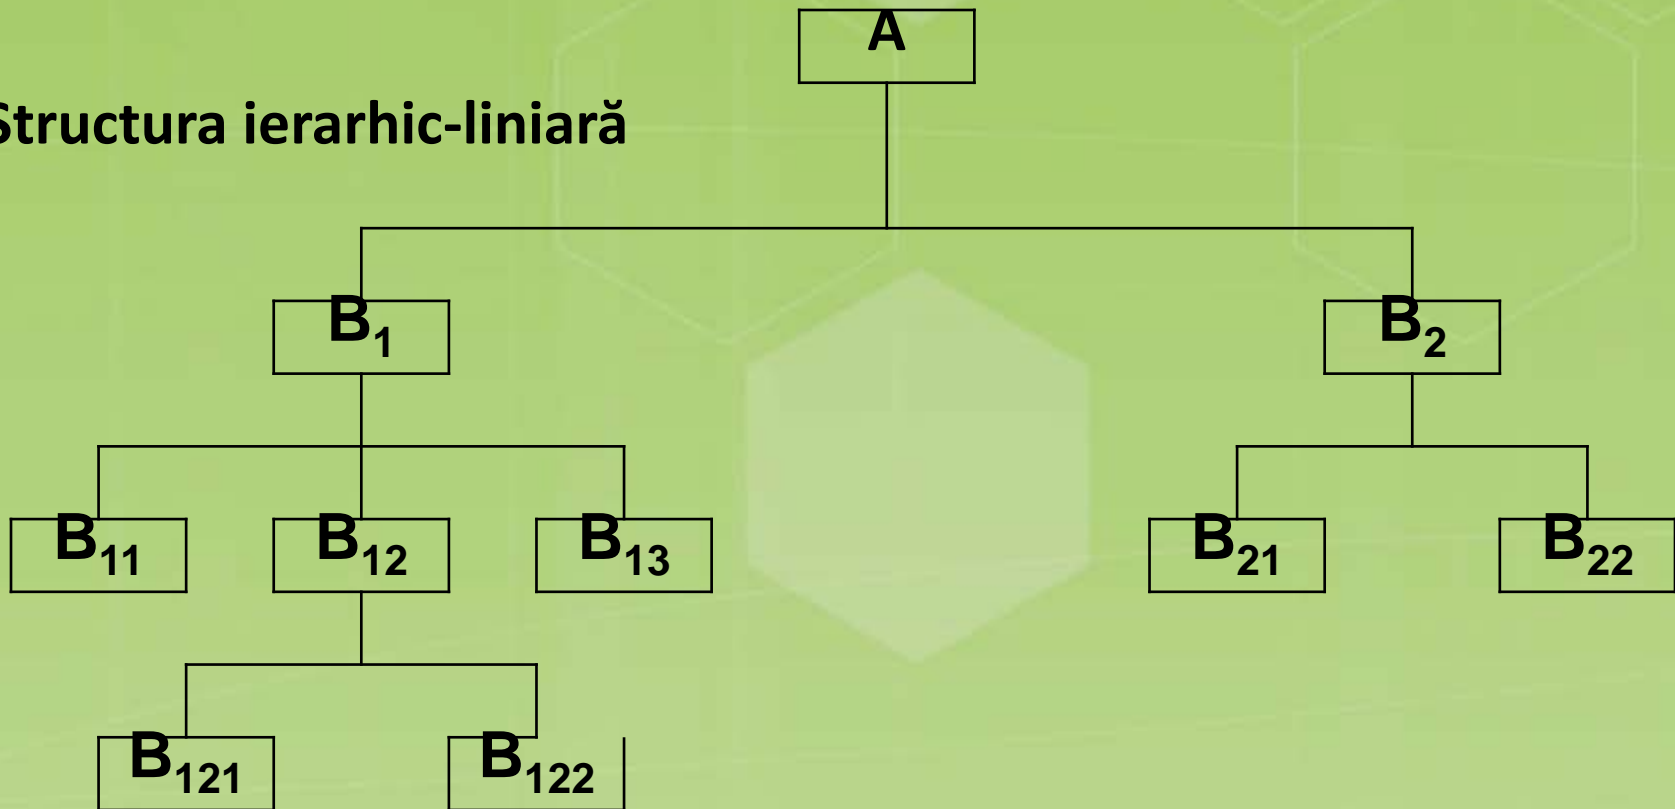 A
Structura ierarhic-liniară
B₁ B₂
B₁₁ B₁₂ B₁₃ B₂₁ B₂₂
B₁₂₁ B₁₂₂